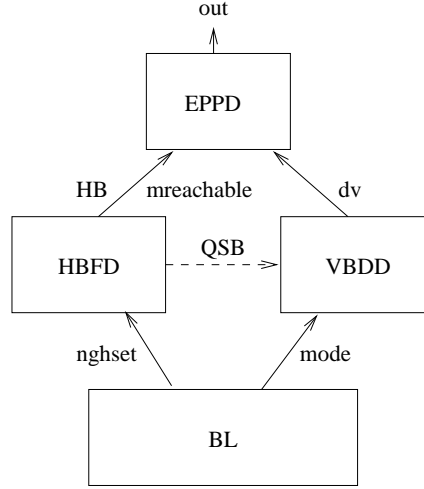 out
EPPD
HB mreachable dv
HBFD QSB VBDD
nghset mode
BL